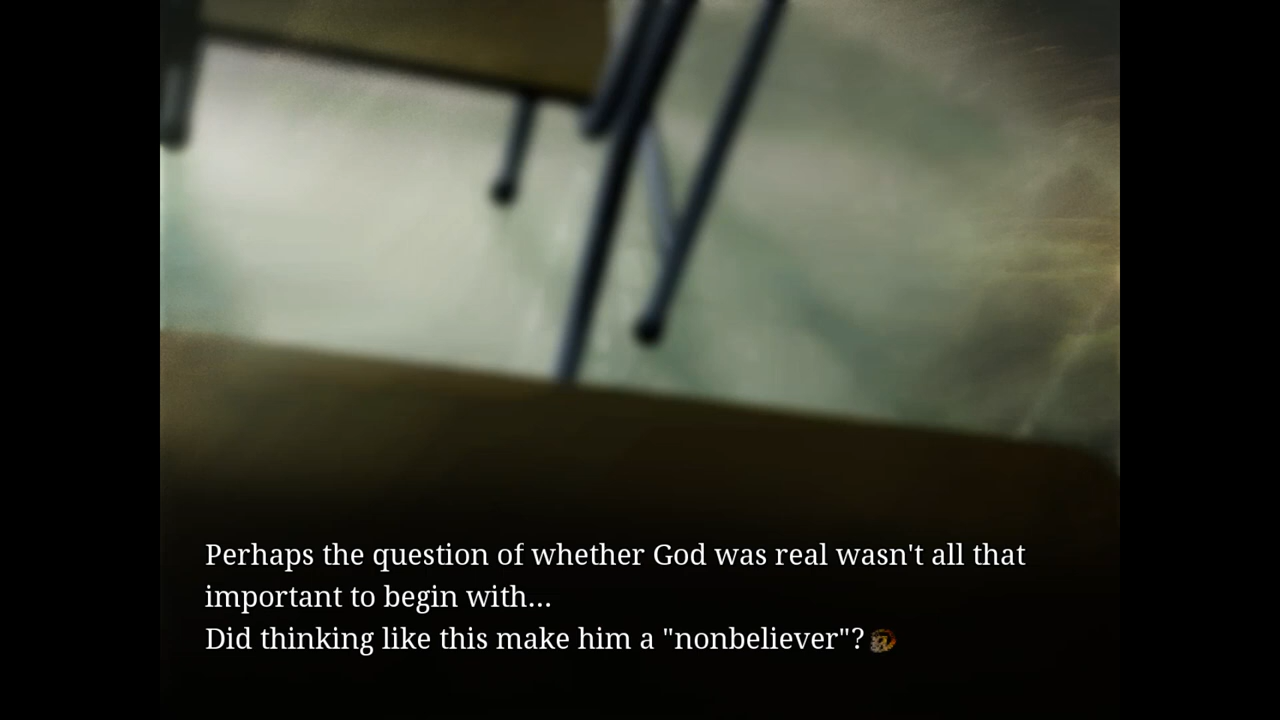 Perhaps the question of whether God was real wasn't all that
important to begin with...
Did thinking like this make him a "nonbeliever"?